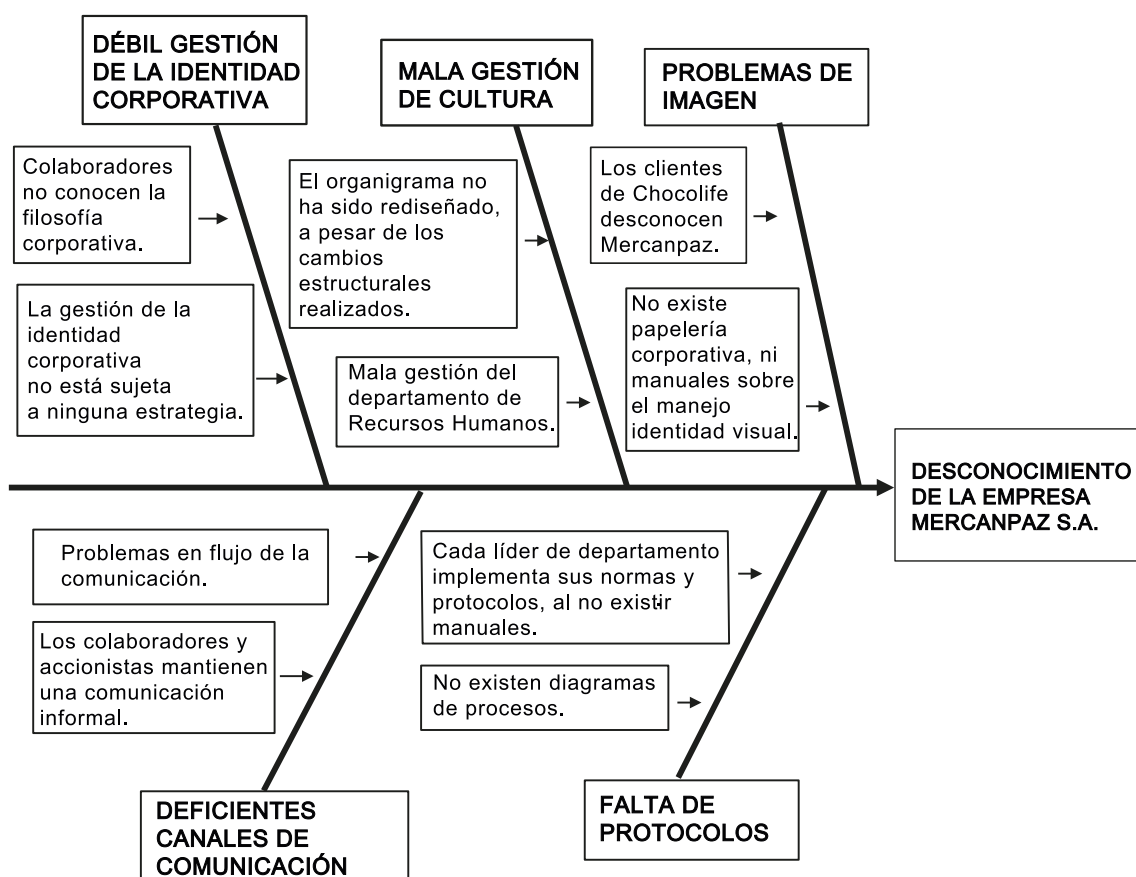 DÉBIL GESTIÓN
DE LA IDENTIDAD
CORPORATIVA
MALA GESTIÓN
DE CULTURA
PROBLEMAS DE
IMAGEN
Colaboradores
no conocen la
filosofía
corporativa.
La gestión de la
identidad
corporativa
no está sujeta
a ninguna estrategia.
El organigrama no
ha sido rediseñado,
a pesar de los
cambios
estructurales
realizados.
Mala gestión del
departamento de
Recursos Humanos.
Los clientes
de Chocolife
desconocen
Mercanpaz.
No existe
papelería
corporativa, ni
manuales sobre
el manejo
identidad visual.
DESCONOCIMIENTO
DE LA EMPRESA
MERCANPAZ S.A.
Problemas en flujo de la
comunicación.
Los colaboradores y
accionistas mantienen
una comunicación
informal.
Cada líder de departamento
implementa sus normas y
protocolos, al no existir
manuales.
No existen diagramas
de procesos.
DEFICIENTES
CANALES DE
COMUNICACIÓN
FALTA DE
PROTOCOLOS